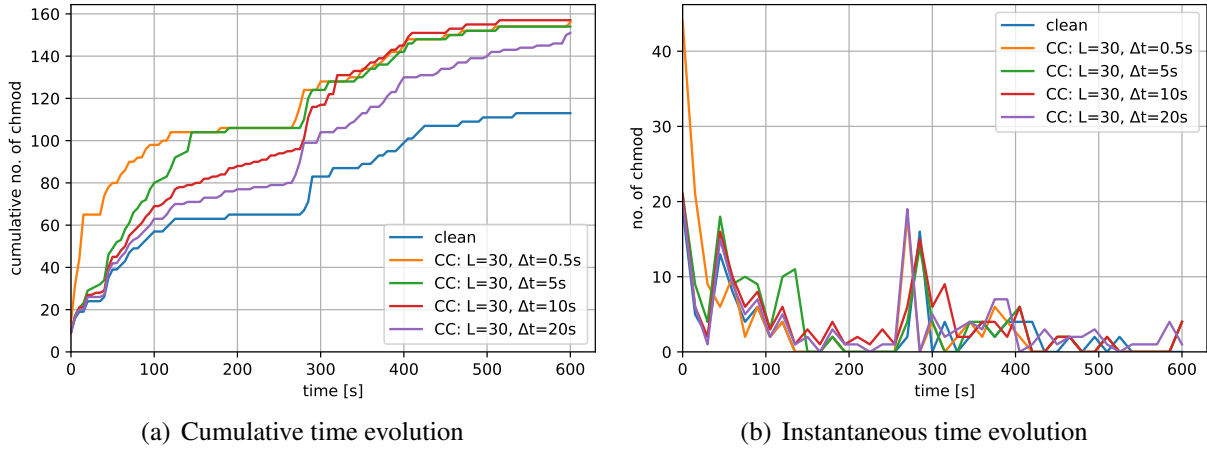 160
140
120
100
80
60
40
20
0
cumulative no. of chmod
0
100
200
300
400
500
600
time [s]
clean
CC: L=30, Δt=0.5s
CC: L=30, Δt=5s
CC: L=30, Δt=10s
CC: L=30, Δt=20s
(a) Cumulative time evolution
40
30
20
10
0
no. of chmod
0
100
200
300
400
500
600
time [s]
clean
CC: L=30, Δt=0.5s
CC: L=30, Δt=5s
CC: L=30, Δt=10s
CC: L=30, Δt=20s
(b) Instantaneous time evolution